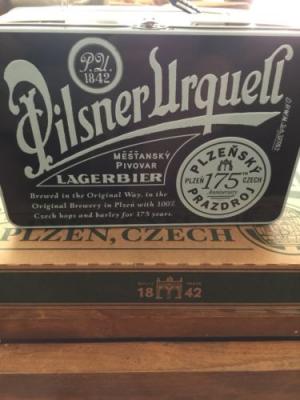 P.U.
1842
Pilsner Urquell
MĚŠŤANSKÝ
PIVOVAR
LAGERBIER
Brewed in the Original Way, in the
Original Brewery in Plzeň with 100%
Czech hops and barley for 175 years.
PLZEŇSKÝ
PLZEŇ 175 CZECH
Anniversary
PRAZDROJ
PLZEN, CZECH
18 42